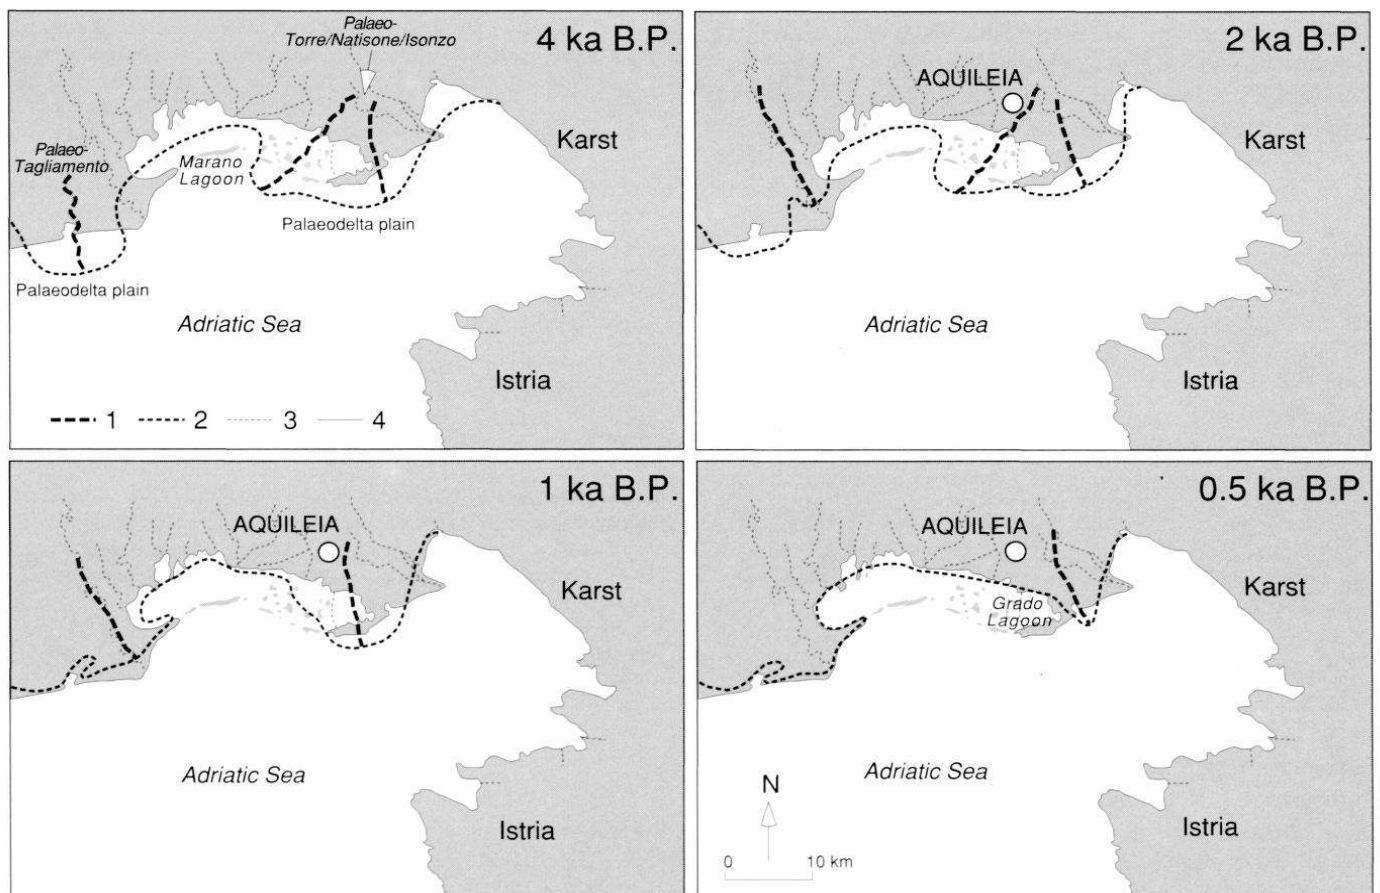 4 ka B.P.
Palaeo-
Torre/Natisone/Isonzo
Karst
Palaeo-
Tagliamento
Marano
Lagoon
Palaeodelta plain
Palaeodelta plain
Adriatic Sea
Istria
1 2 3 4
2 ka B.P.
AQUILEIA
Karst
Adriatic Sea
Istria
1 ka B.P.
AQUILEIA
Karst
Adriatic Sea
Istria
0.5 ka B.P.
AQUILEIA
Karst
Grado
Lagoon
Adriatic Sea
N
Istria
0 10 km